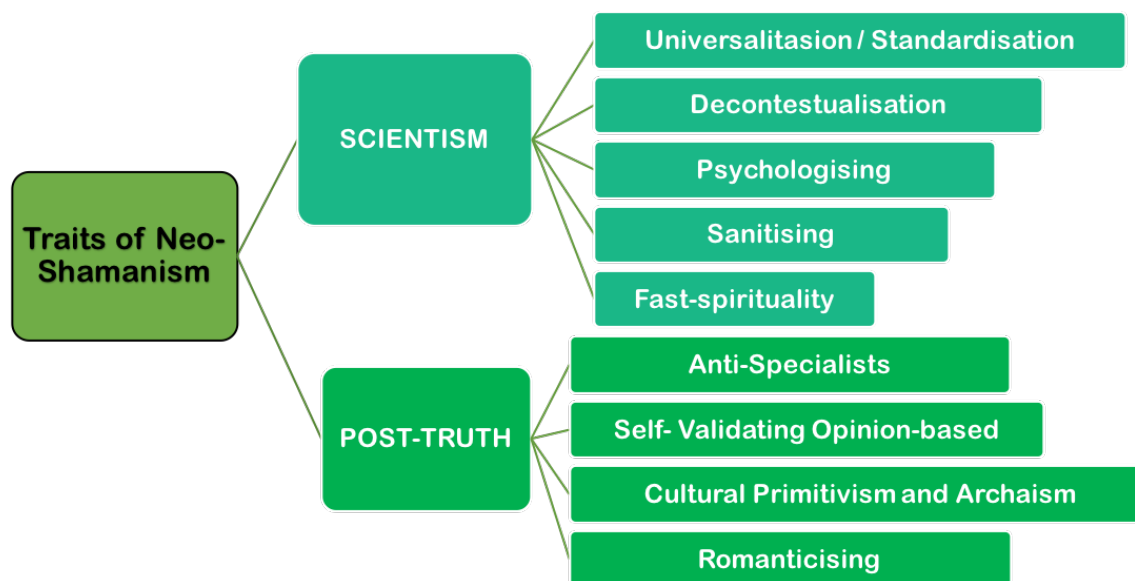 Traits of Neo-
Shamanism
SCIENTISM
Universalitasion / Standardisation
Decontestualisation
Psychologising
Sanitising
Fast-spirituality
POST-TRUTH
Anti-Specialists
Self- Validating Opinion-based
Cultural Primitivism and Archaism
Romanticising